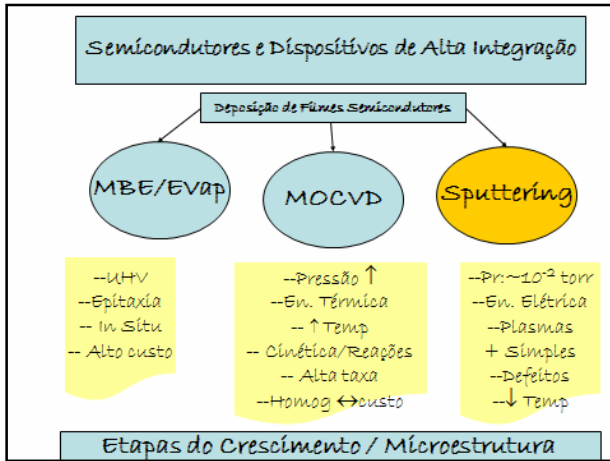 Semicondutores e Dispositivos de Alta Integração
Deposição de Filmes Semicondutores
MBE/Evap
MOCVD
Sputtering
--UHV
--Epitaxia
-- In Situ
-- Alto custo
--Pressão ↑
--En. Térmica
-- ↑Temp
-- Cinética/Reações
-- Alta taxa
--Homog ↔custo
--Pr:~10⁻² torr
--En. Elétrica
--Plasmas
+ Simples
--Defeitos
--↓ Temp
Etapas do Crescimento / Microestrutura